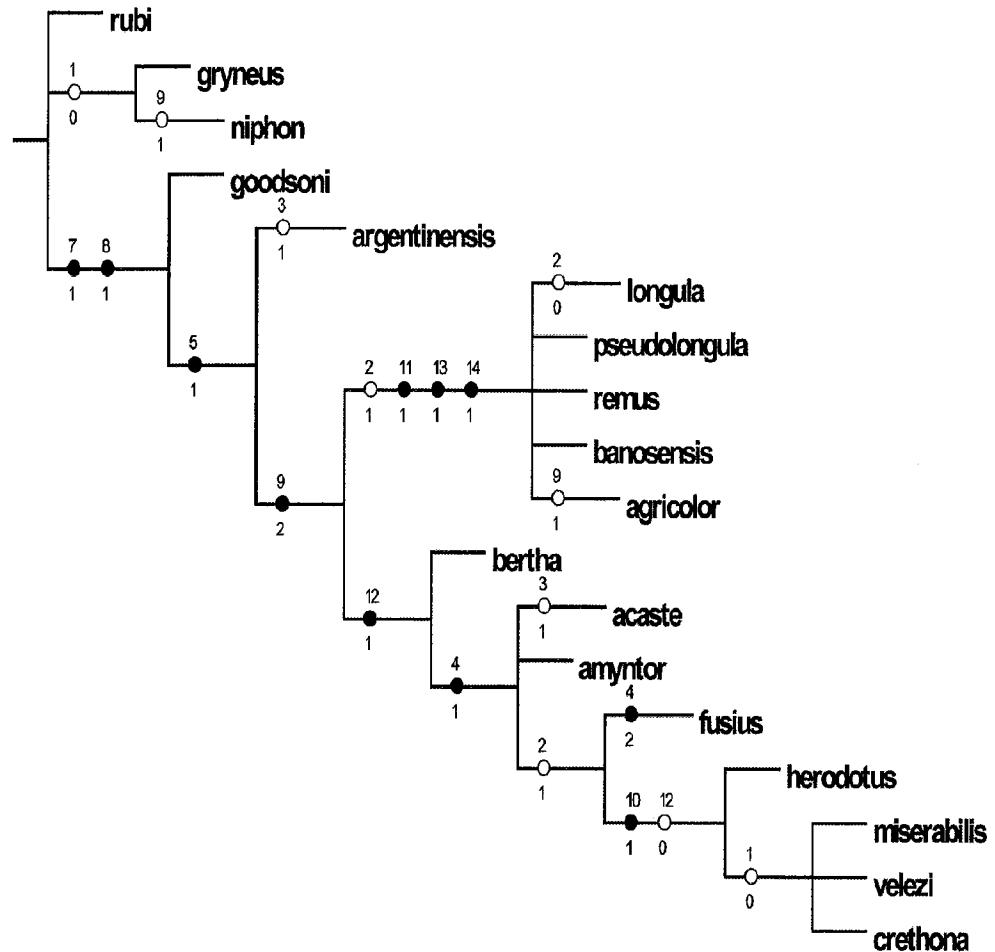 rubi
1
gryneus
0
9
niphon
1
goodsoni
3
argentinensis
1
7 8
1 1
2
longula
0
5
1
pseudolongula
2 11 13 14
remus
1 1 1 1
banosensis
9
agricolor
1
9
2
bertha
3
acaste
1
12
1
amyntor
4
1
4
fusius
2
2
1
herodotus
10 12
1 0
miserabilis
1
velezi
0
crethona